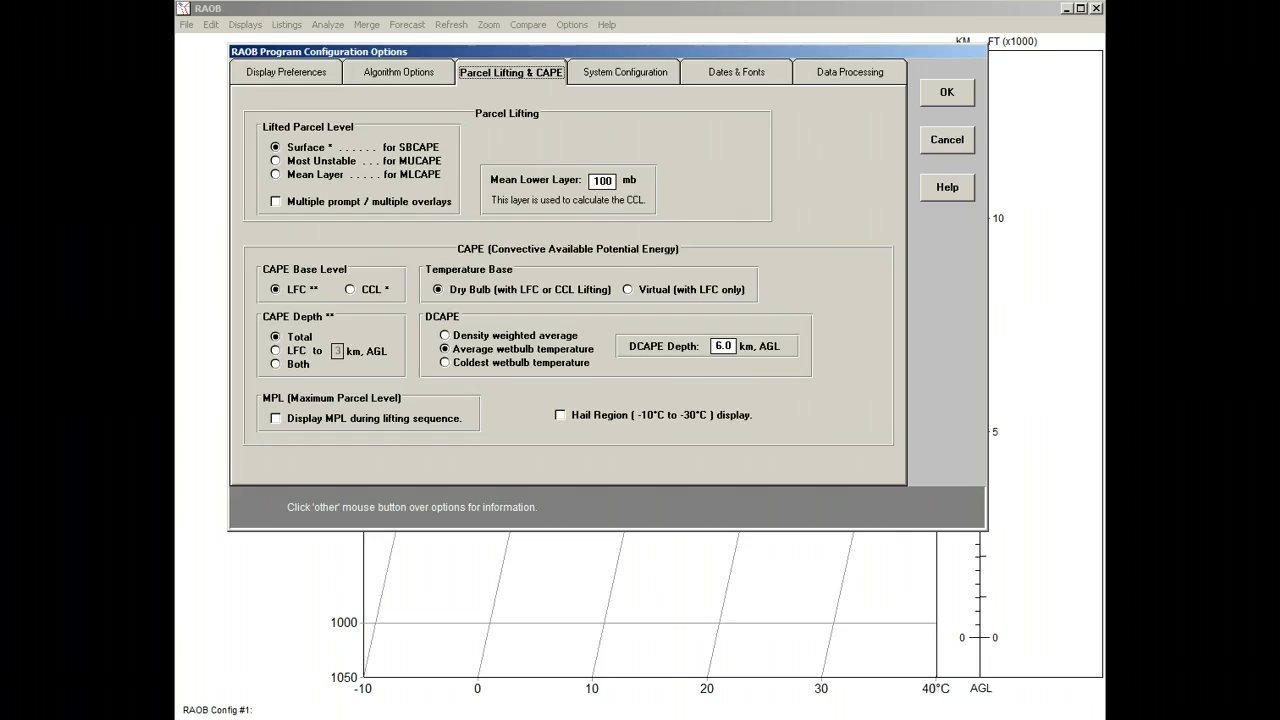 RAOB
File Edit Displays Listings Analyze Merge Forecast Refresh Zoom Compare Options Help
KM FT (x1000)
RAOB Program Configuration Options
Display Preferences Algorithm Options Parcel Lifting & CAPE System Configuration Dates & Fonts Data Processing
OK
Cancel
Help
Parcel Lifting
Lifted Parcel Level
Surface * . . . . . . for SBCAPE
Most Unstable . . . for MUCAPE
Mean Layer . . . . . for MLCAPE
Multiple prompt / multiple overlays
Mean Lower Layer: 100 mb
This layer is used to calculate the CCL.
CAPE (Convective Available Potential Energy)
CAPE Base Level
LFC ** CCL *
Temperature Base
Dry Bulb (with LFC or CCL Lifting) Virtual (with LFC only)
CAPE Depth **
Total
LFC to 3 km, AGL
Both
DCAPE
Density weighted average
Average wetbulb temperature
Coldest wetbulb temperature
DCAPE Depth: 6.0 km, AGL
MPL (Maximum Parcel Level)
Display MPL during lifting sequence.
Hail Region ( -10°C to -30°C ) display.
Click 'other' mouse button over options for information.
10
5
0 0
1000
1050
-10 0 10 20 30 40°C AGL
RAOB Config #1: